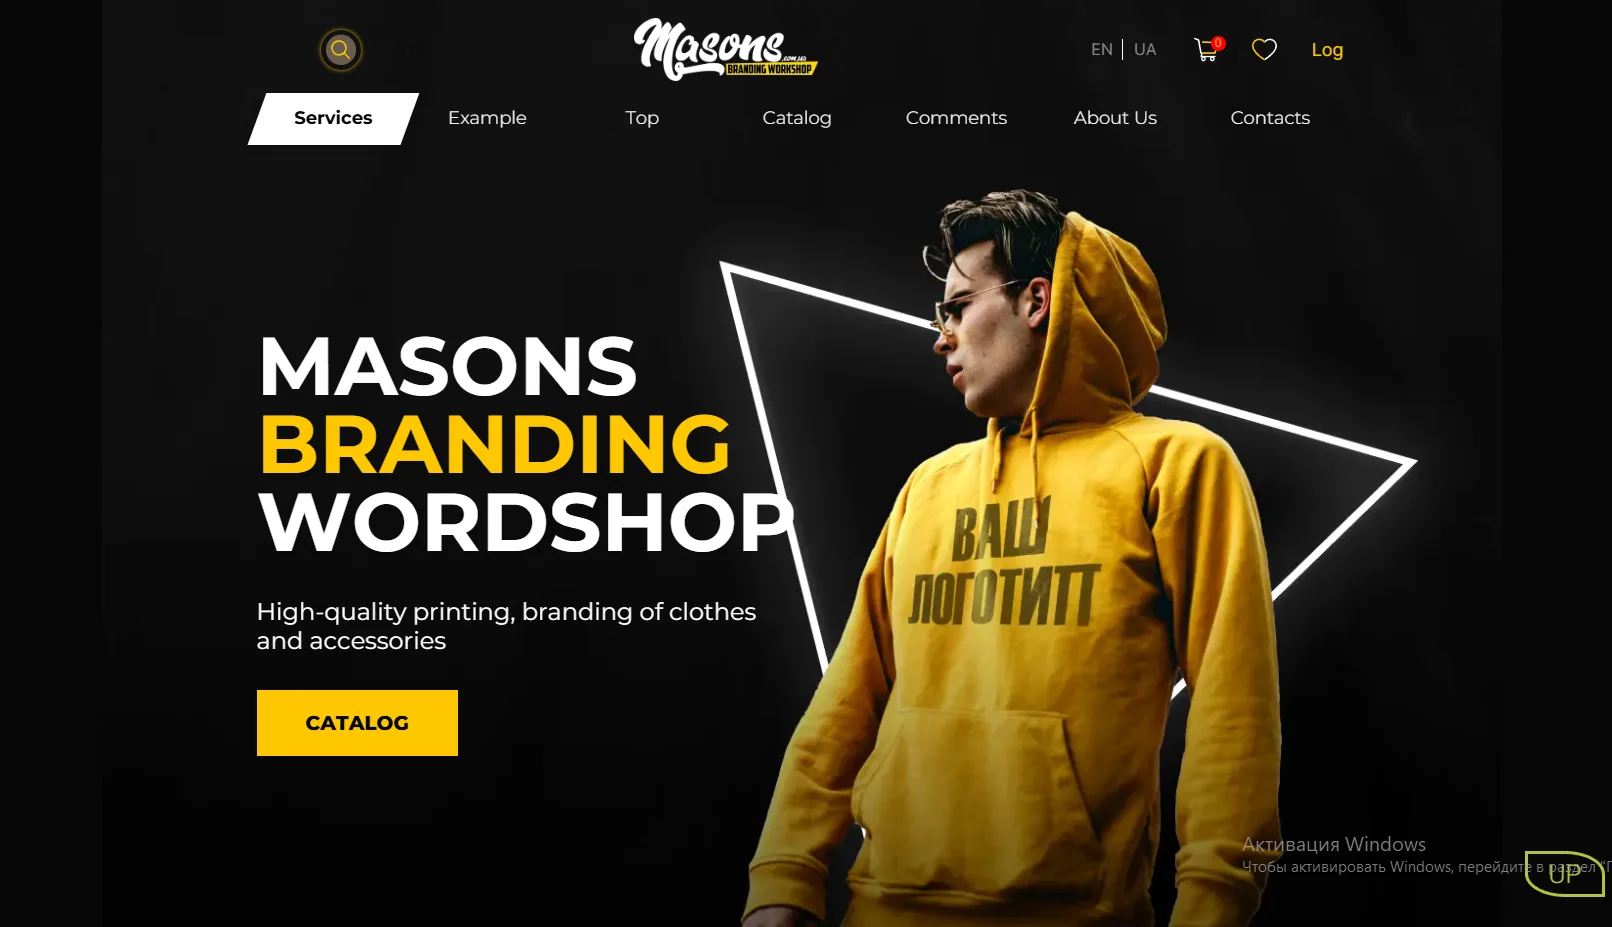 Masons
.com.ua
BRANDING WORKSHOP
EN | UA
0
Log
Services
Example
Top
Catalog
Comments
About Us
Contacts
MASONS
BRANDING
WORDSHOP
High-quality printing, branding of clothes
and accessories
CATALOG
ВАШ
ЛОГОТИП
Активация Windows
Чтобы активировать Windows, перейдите в раздел "П
UP